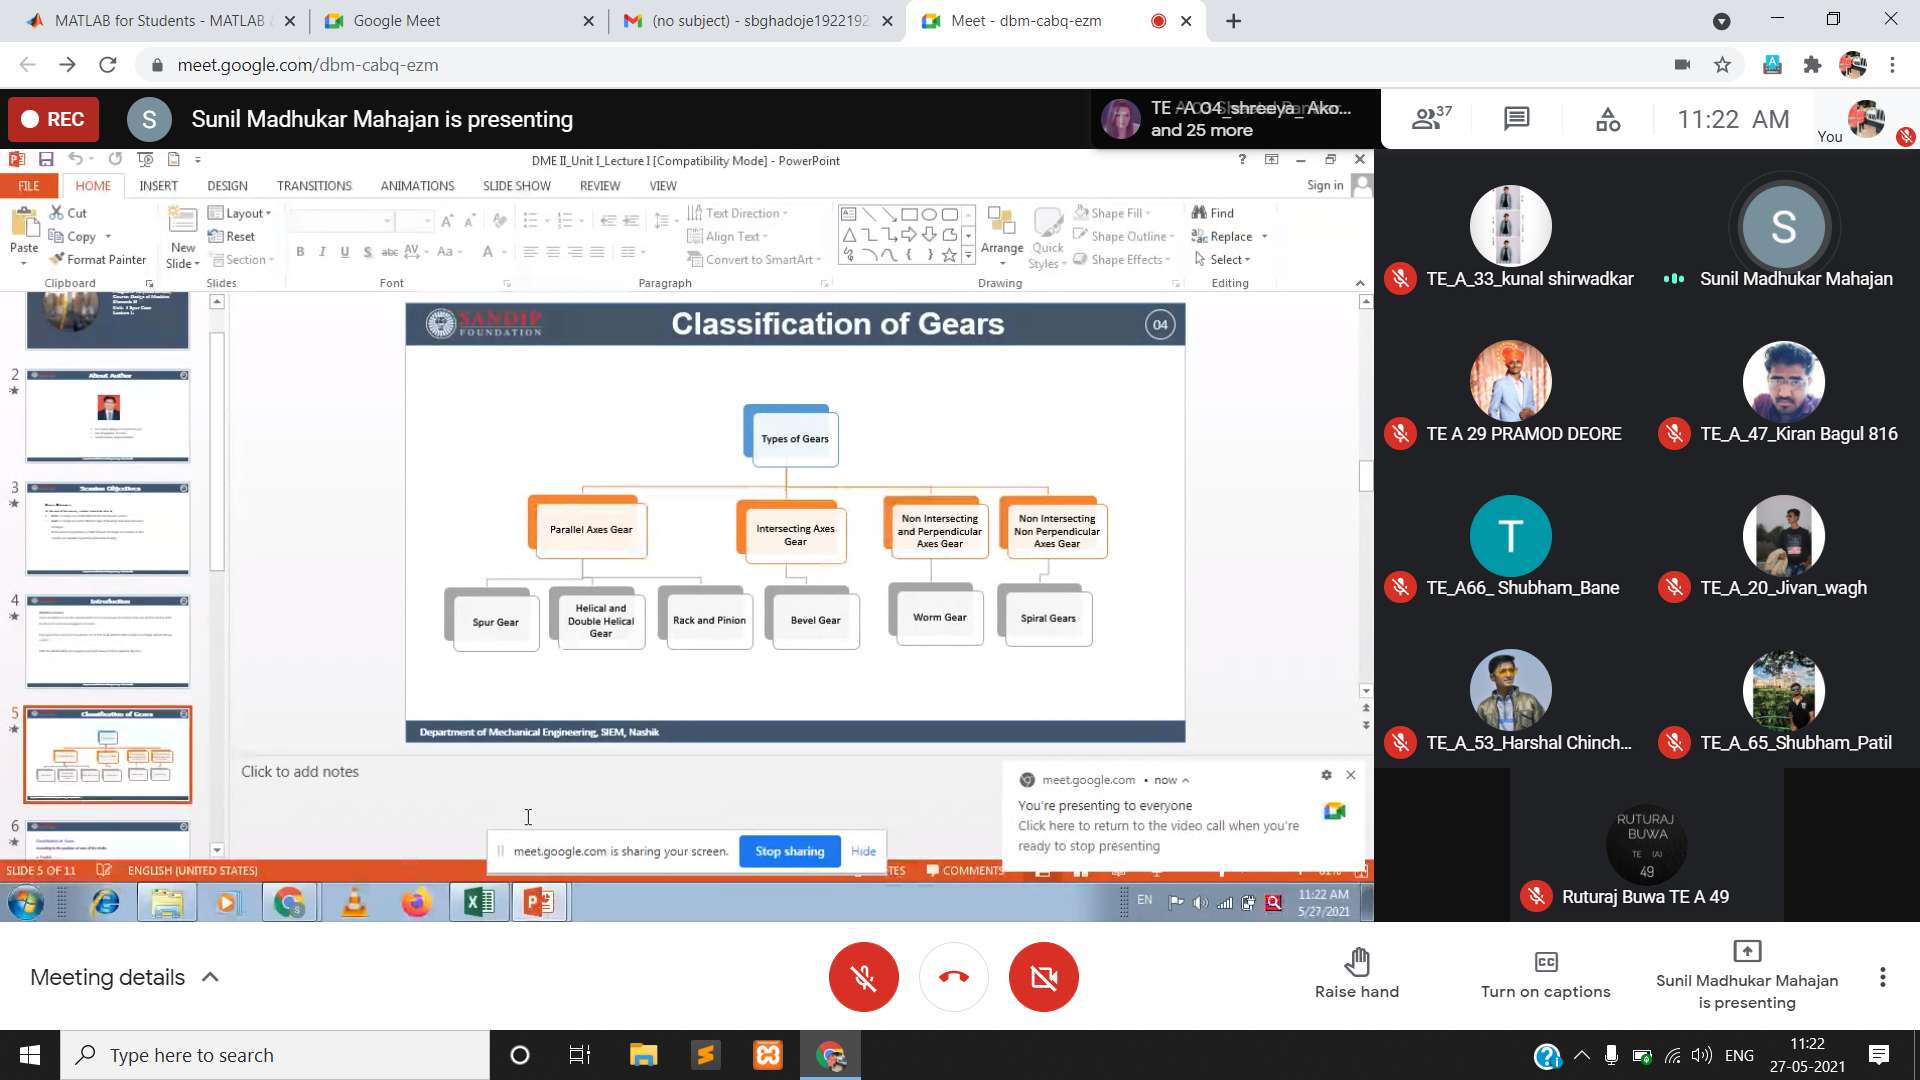 MATLAB for Students - MATLAB &
Google Meet
(no subject) - sbghadoje1922192
Meet - dbm-cabq-ezm
meet.google.com/dbm-cabq-ezm
REC
S
Sunil Madhukar Mahajan is presenting
and 25 more
37
11:22 AM
You
DME II_Unit I_Lecture I [Compatibility Mode] - PowerPoint
FILE
HOME
INSERT
DESIGN
TRANSITIONS
ANIMATIONS
SLIDE SHOW
REVIEW
VIEW
Sign in
Paste
Cut
Copy
Format Painter
Clipboard
New
Slide
Layout
Reset
Section
Slides
Font
Text Direction
Align Text
Convert to SmartArt
Paragraph
Arrange
Quick
Styles
Shape Fill
Shape Outline
Shape Effects
Drawing
Find
Replace
Select
Editing
2
About Author
3
Session Objectives
4
Introduction
5
Classification of Gears
6
SANDIP
FOUNDATION
Classification of Gears
04
Types of Gears
Parallel Axes Gear
Intersecting Axes
Gear
Non Intersecting
and Perpendicular
Axes Gear
Non Intersecting
Non Perpendicular
Axes Gear
Spur Gear
Helical and
Double Helical
Gear
Rack and Pinion
Bevel Gear
Worm Gear
Spiral Gears
Department of Mechanical Engineering, SIEM, Nashik
Click to add notes
meet.google.com • now
You're presenting to everyone
Click here to return to the video call when you're
ready to stop presenting
meet.google.com is sharing your screen.
Stop sharing
Hide
SLIDE 5 OF 11
ENGLISH (UNITED STATES)
COMMENTS
EN
11:22 AM
5/27/2021
TE_A_33_kunal shirwadkar
S
Sunil Madhukar Mahajan
TE A 29 PRAMOD DEORE
TE_A_47_Kiran Bagul 816
T
TE_A66_ Shubham_Bane
TE_A_20_Jivan_wagh
TE_A_53_Harshal Chinch...
TE_A_65_Shubham_Patil
RUTURAJ
BUWA
TE (A)
49
Ruturaj Buwa TE A 49
Meeting details
Raise hand
Turn on captions
Sunil Madhukar Mahajan
is presenting
Type here to search
ENG
11:22
27-05-2021